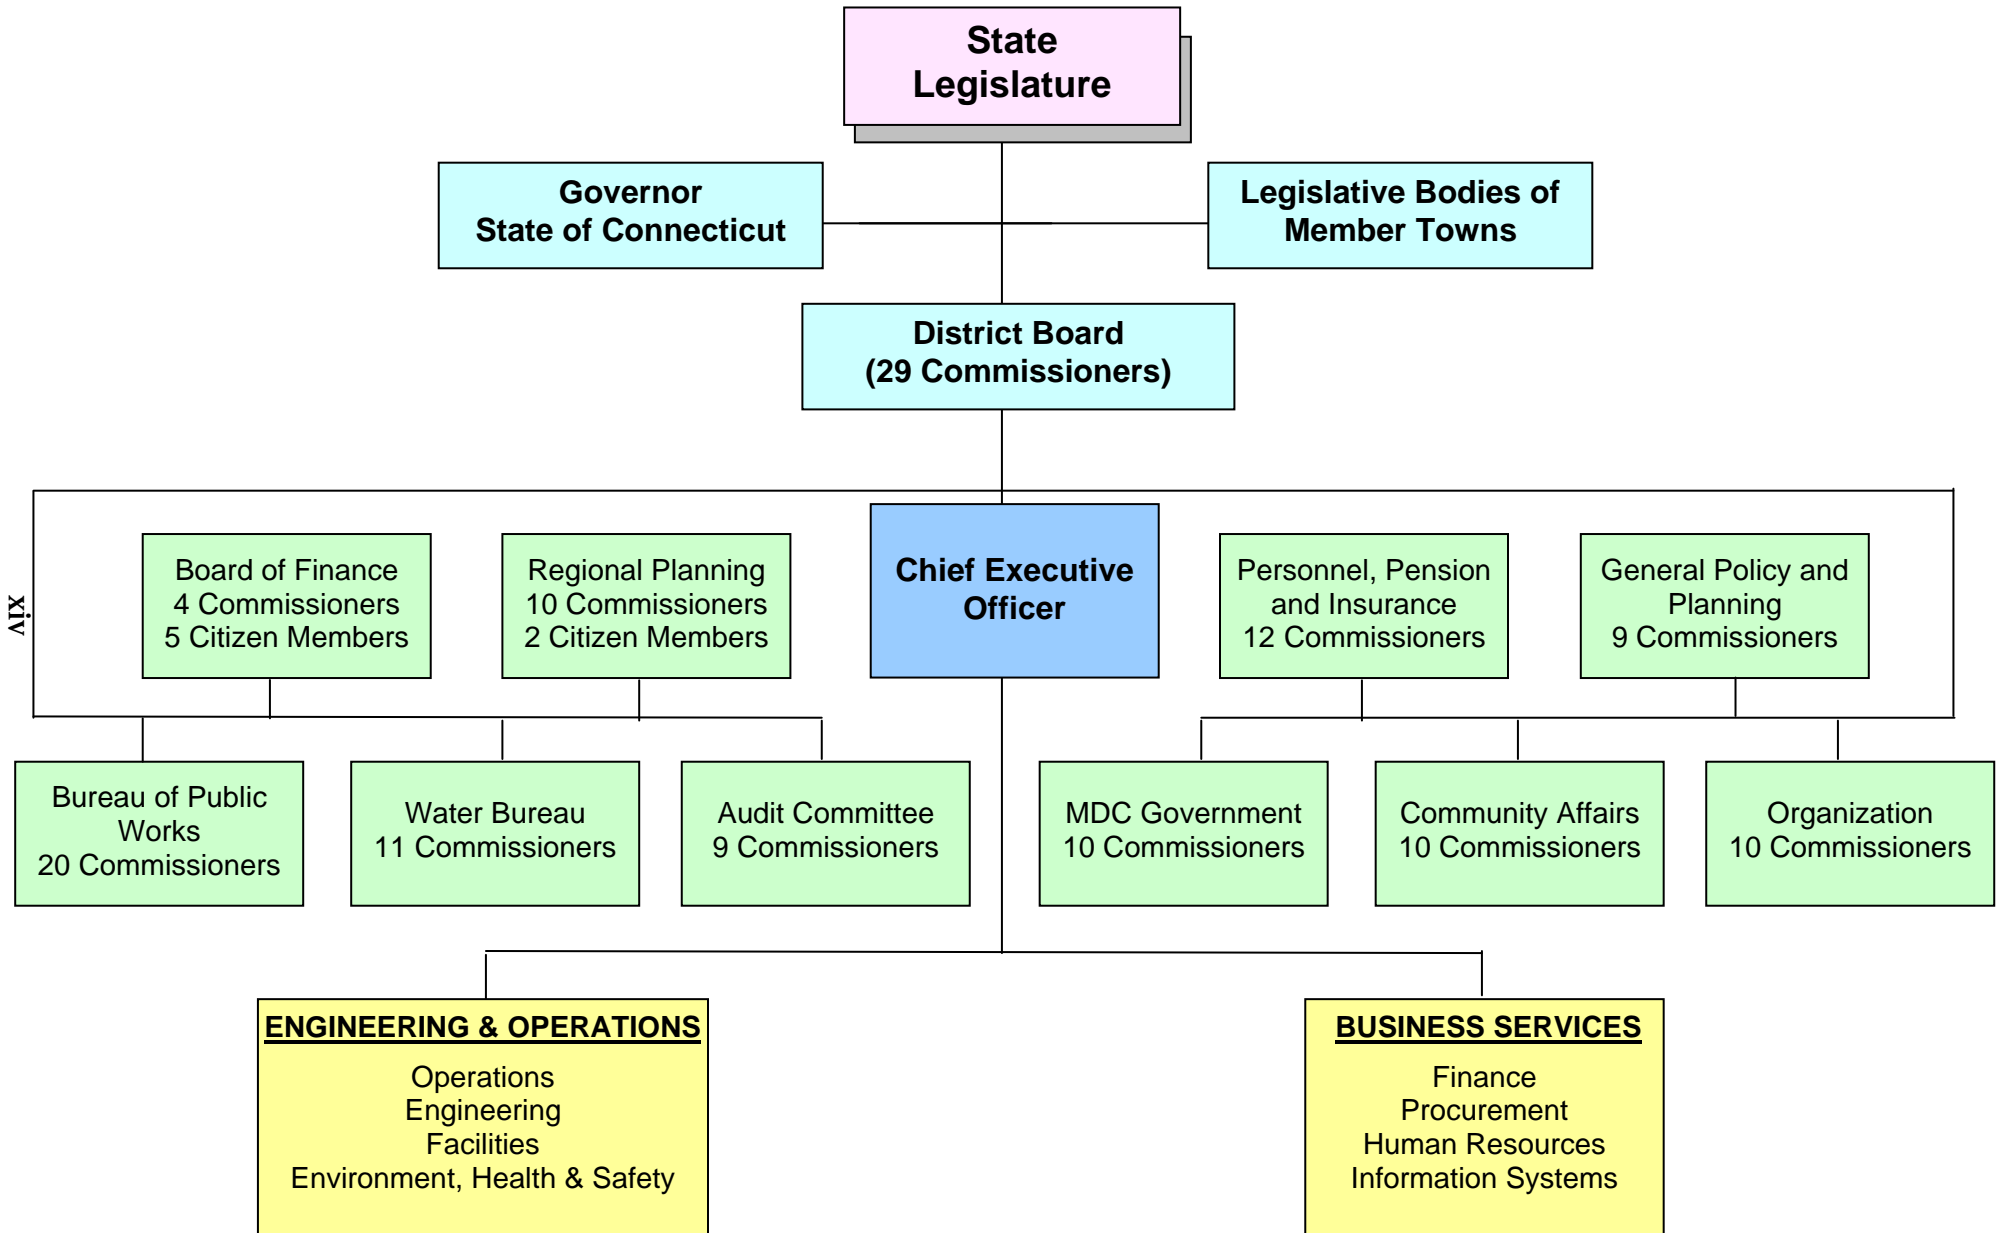 State
Legislature
Governor
State of Connecticut
Legislative Bodies of
Member Towns
District Board
(29 Commissioners)
xiv
Board of Finance
4 Commissioners
5 Citizen Members
Regional Planning
10 Commissioners
2 Citizen Members
Chief Executive
Officer
Personnel, Pension
and Insurance
12 Commissioners
General Policy and
Planning
9 Commissioners
Bureau of Public
Works
20 Commissioners
Water Bureau
11 Commissioners
Audit Committee
9 Commissioners
MDC Government
10 Commissioners
Community Affairs
10 Commissioners
Organization
10 Commissioners
ENGINEERING & OPERATIONS
Operations
Engineering
Facilities
Environment, Health & Safety
BUSINESS SERVICES
Finance
Procurement
Human Resources
Information Systems